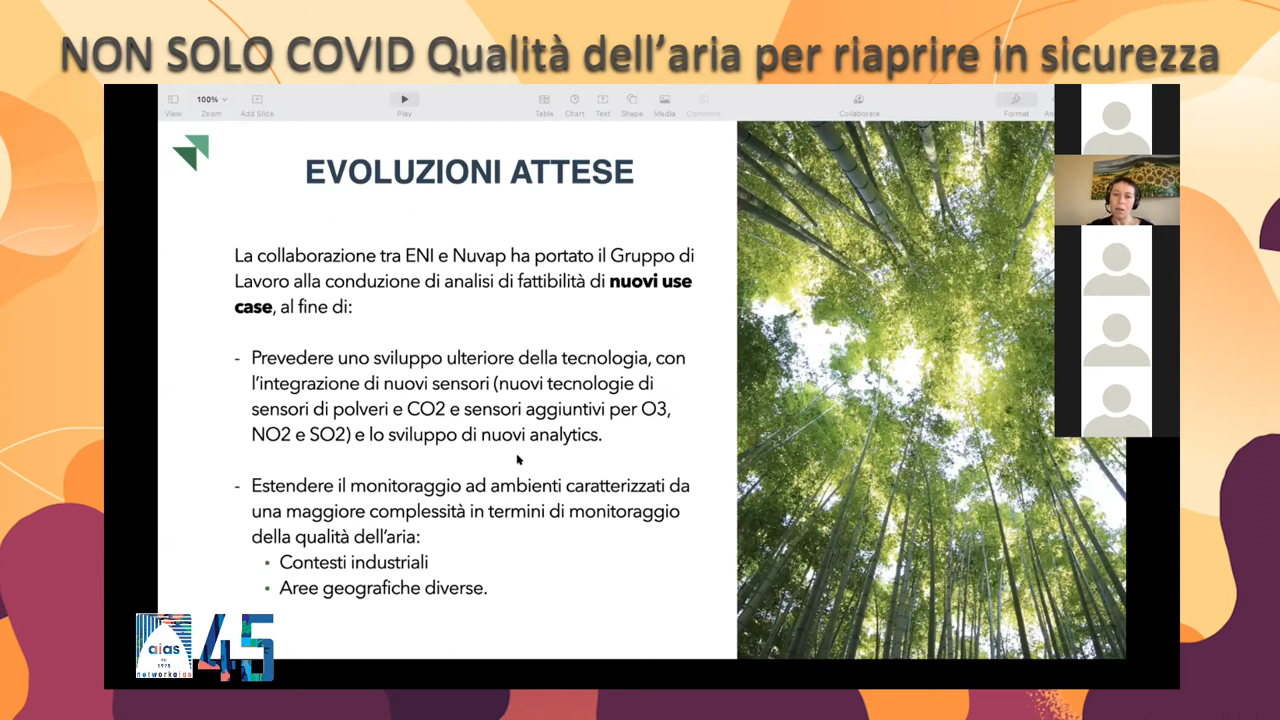 NON SOLO COVID Qualità dell'aria per riaprire in sicurezza
100%
View
Zoom
Add Slide
Play
Table
Chart
Text
Shape
Media
Comment
Collaborate
Format
EVOLUZIONI ATTESE
La collaborazione tra ENI e Nuvap ha portato il Gruppo di
Lavoro alla conduzione di analisi di fattibilità di nuovi use
case, al fine di:
- Prevedere uno sviluppo ulteriore della tecnologia, con
l'integrazione di nuovi sensori (nuovi tecnologie di
sensori di polveri e CO2 e sensori aggiuntivi per O3,
NO2 e SO2) e lo sviluppo di nuovi analytics.
- Estendere il monitoraggio ad ambienti caratterizzati da
una maggiore complessità in termini di monitoraggio
della qualità dell'aria:
• Contesti industriali
• Aree geografiche diverse.
aias
dal
1975
networkaias
45